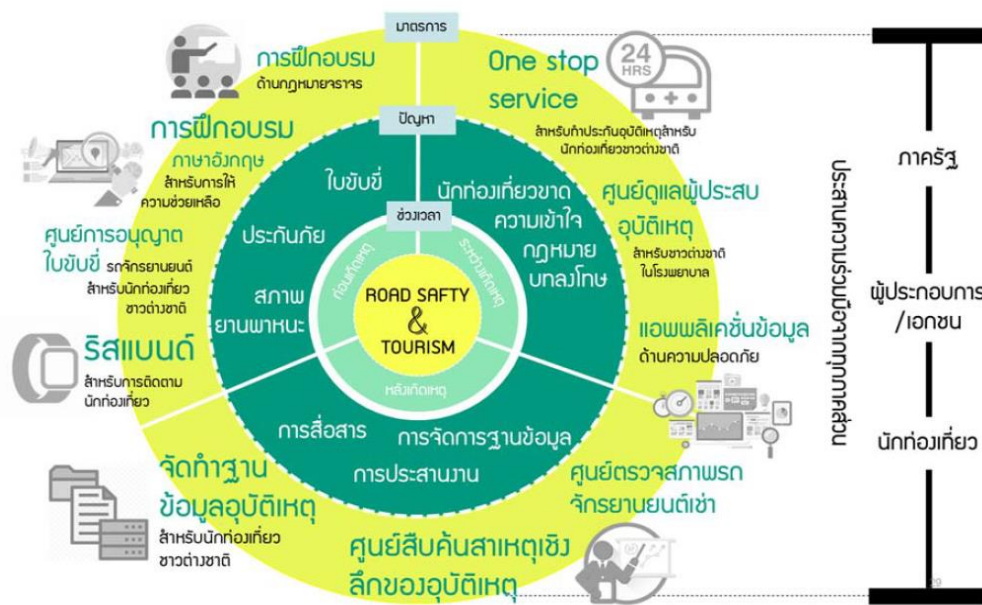 มาตรการ
การฝึกอบรม
ด้านกฎหมายจราจร
การฝึกอบรม
ภาษาอังกฤษ
สำหรับการให้
ความช่วยเหลือ
ศูนย์การอนุญาต
ใบขับขี่ รถจักรยานยนต์
สำหรับนักท่องเที่ยว
ชาวต่างชาติ
ริสแบนด์
สำหรับการติดตาม
นักท่องเที่ยว
จัดทำฐาน
ข้อมูลอุบัติเหตุ
สำหรับนักท่องเที่ยว
ชาวต่างชาติ
One stop
service
24
HRS
สำหรับทำประกันอุบัติเหตุสำหรับ
นักท่องเที่ยวชาวต่างชาติ
ศูนย์ดูแลผู้ประสบ
อุบัติเหตุ
สำหรับชาวต่างชาติ
ในโรงพยาบาล
แอพพลิเคชั่นข้อมูล
ด้านความปลอดภัย
ศูนย์ตรวจสภาพรถ
จักรยานยนต์เช่า
ศูนย์สืบค้นสาเหตุเชิง
ลึกของอุบัติเหตุ
ปัญหา
ใบขับขี่
ประกันภัย
สภาพ
ยานพาหนะ
นักท่องเที่ยวขาด
ความเข้าใจ
กฎหมาย
บทลงโทษ
การสื่อสาร
การจัดการฐานข้อมูล
การประสานงาน
ช่วงเวลา
ก่อนเกิดเหตุ
ระหว่างเกิดเหตุ
หลังเกิดเหตุ
ROAD SAFTY
&
TOURISM
ประสานความร่วมมือจากทุกภาคส่วน
ภาครัฐ
ผู้ประกอบการ
/เอกชน
นักท่องเที่ยว
29